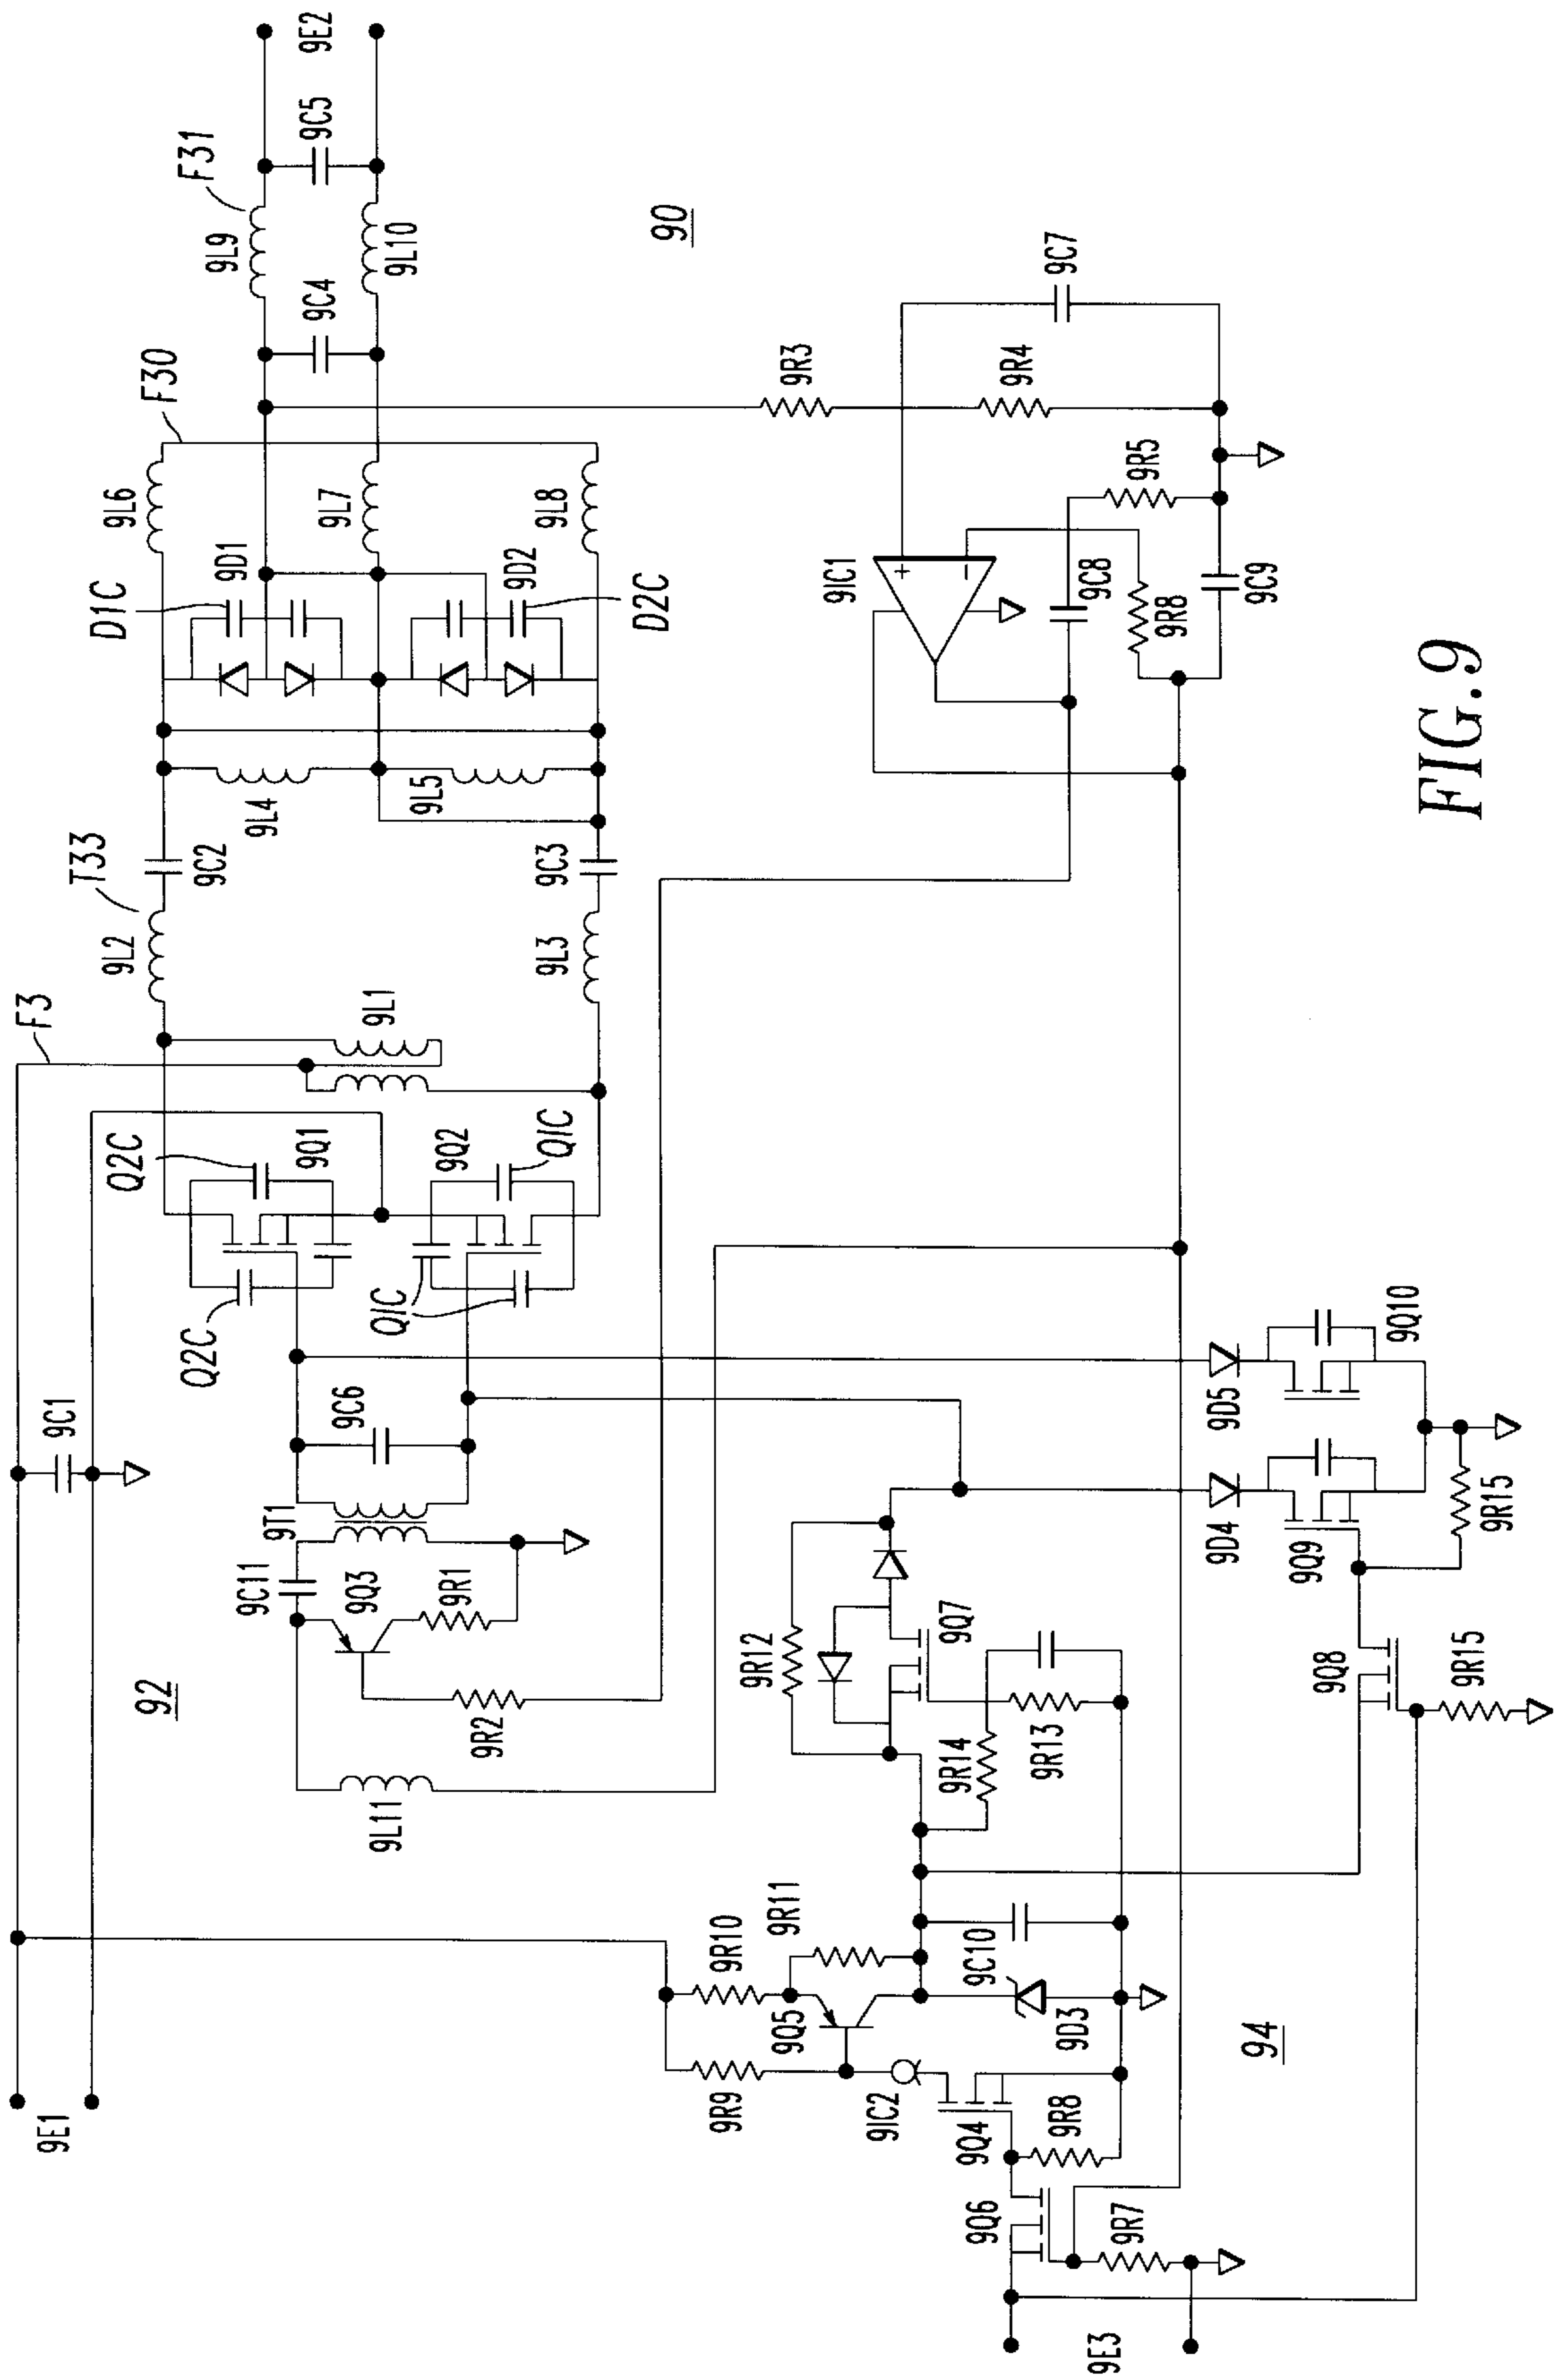 9E1
F3
9C1
92
9L11
9C11
9Q3
9R1
9R2
9T1
9C6
Q2C
Q2C
9Q1
9Q2
Q1C
Q1C
9L1
T33
9L2
9L3
9C2
9C3
9L4
9L5
D1C
9D1
9D2
D2C
F30
9L6
9L7
9L8
9C4
F31
9L9
9L10
9C5
9E2
90
9R3
9R4
9C7
9IC1
+
−
9R5
9C8
9R8
9C9
9R9
9R10
9R11
9Q5
9IC2
9C10
9D3
9Q4
9R8
9Q6
9R7
9E3
94
9R12
9Q7
9R14
9R13
9D4
9D5
9Q9
9Q10
9R15
9Q8
9R15
FIG.9